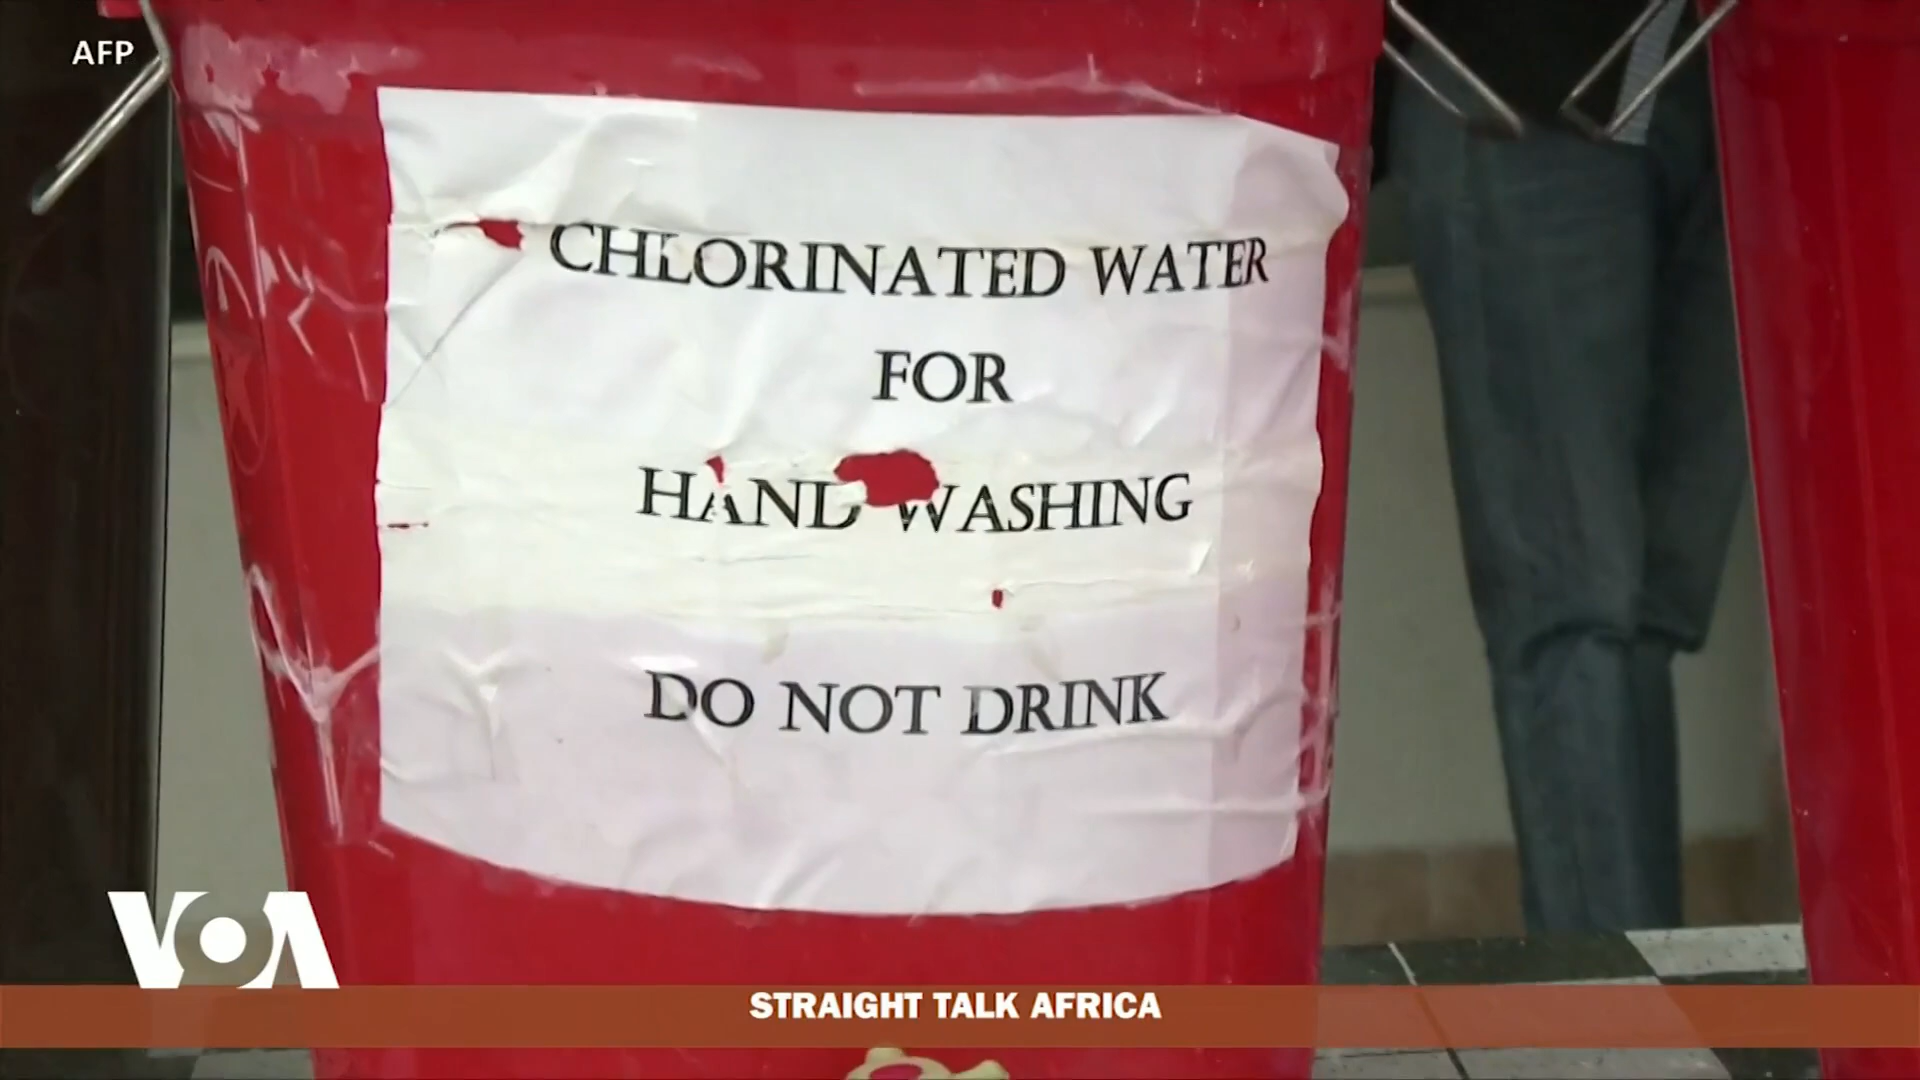 AFP
CHLORINATED WATER
FOR
HAND WASHING
DO NOT DRINK
VOA
STRAIGHT TALK AFRICA